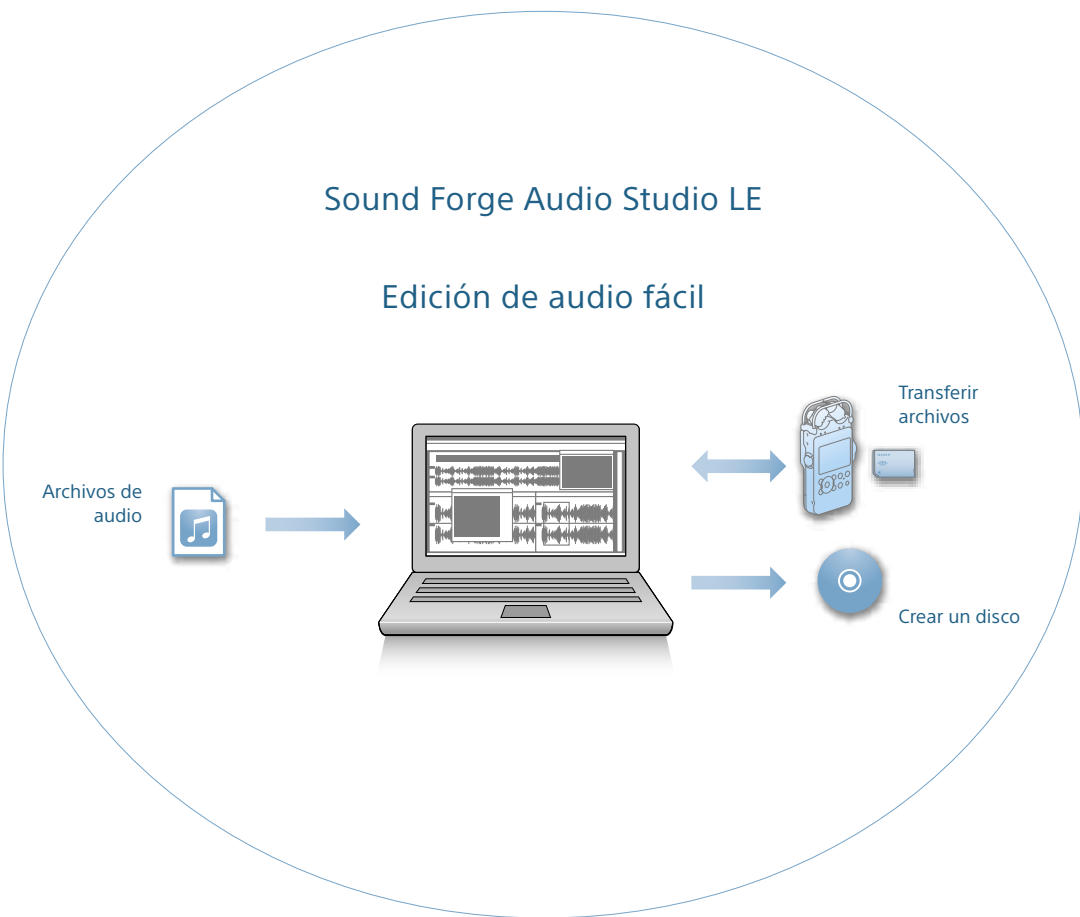 Sound Forge Audio Studio LE
Edición de audio fácil
Transferir
archivos
Archivos de
audio
Crear un disco